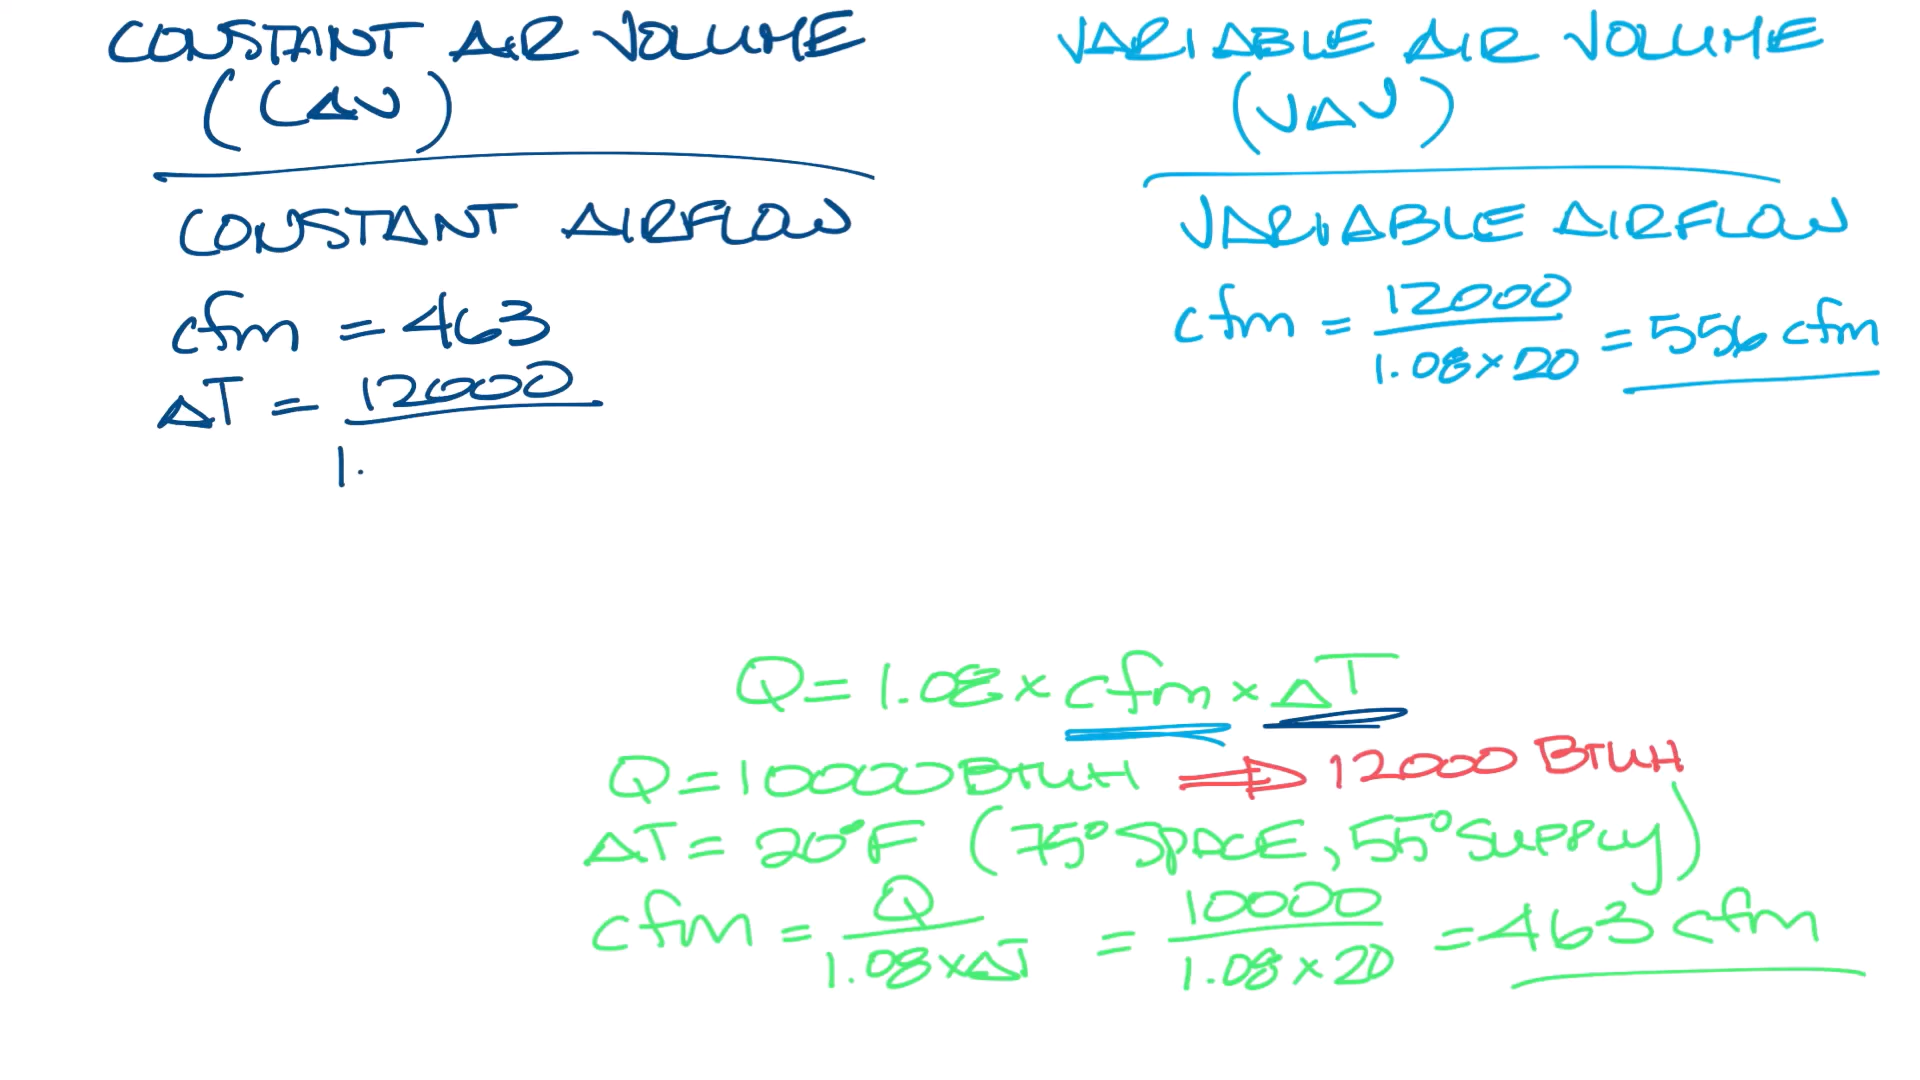 CONSTANT AIR VOLUME
(CAV)
CONSTANT AIRFLOW
cfm = 463
ΔT = 12000
1.
VARIABLE AIR VOLUME
(VAV)
VARIABLE AIRFLOW
cfm = 12000 / 1.08 × 20 = 556 cfm
Q = 1.08 × cfm × ΔT
Q = 10000 BTUH ⇒ 12000 BTUH
ΔT = 20°F (75° SPACE, 55° SUPPLY)
cfm = Q / 1.08 × ΔT = 10000 / 1.08 × 20 = 463 cfm